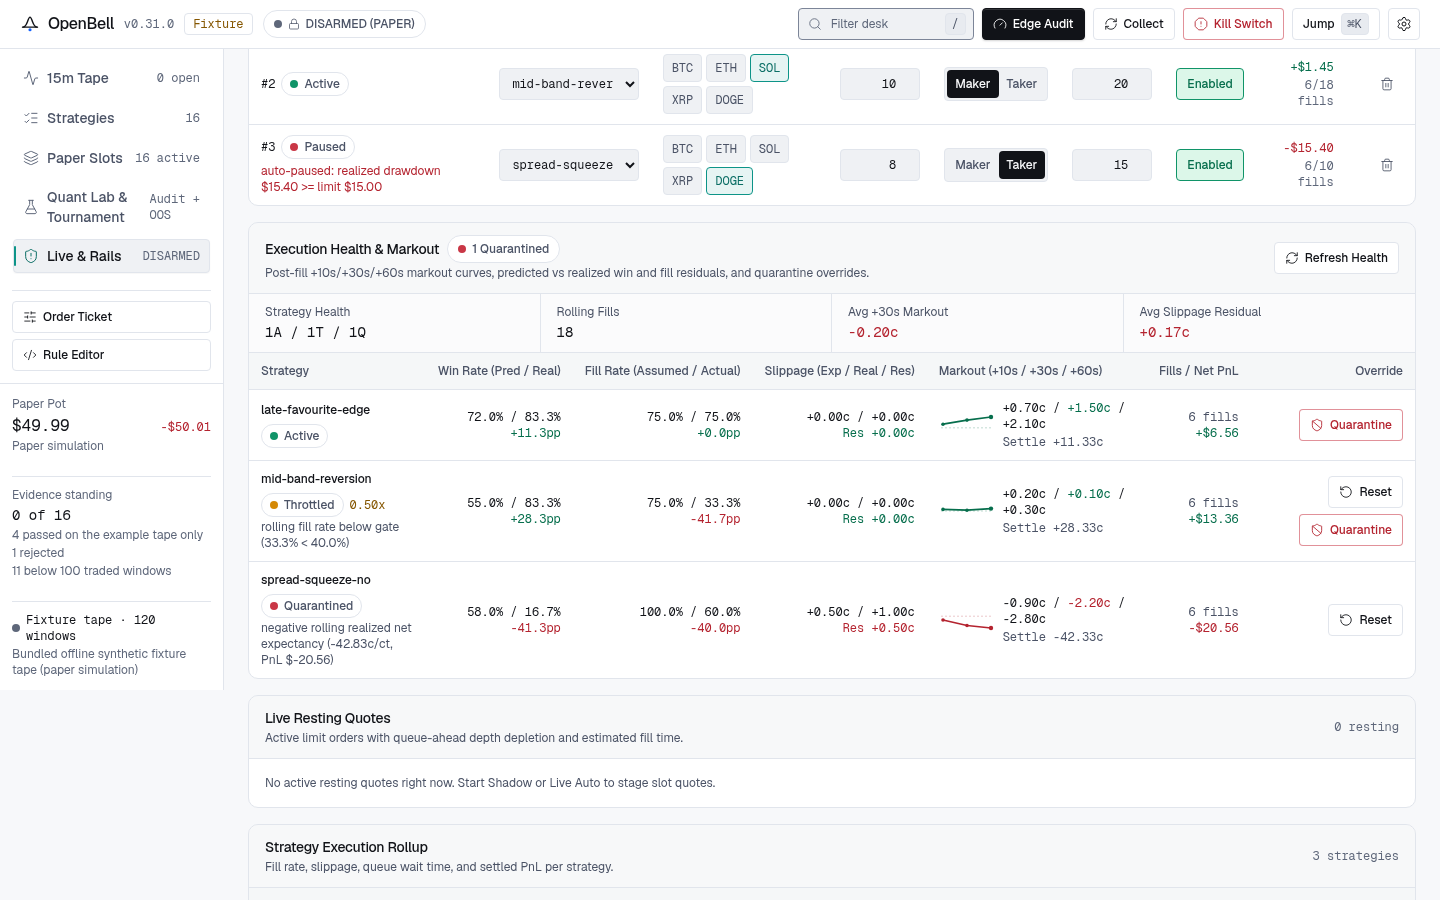 OpenBell v0.31.0 Fixture DISARMED (PAPER) Filter desk / Edge Audit Collect Kill Switch Jump ⌘K
15m Tape 0 open
Strategies 16
Paper Slots 16 active
Quant Lab & Tournament Audit + OOS
Live & Rails DISARMED
Order Ticket
Rule Editor
Paper Pot
$49.99 -$50.01
Paper simulation
Evidence standing
0 of 16
4 passed on the example tape only
1 rejected
11 below 100 traded windows
Fixture tape · 120
windows
Bundled offline synthetic fixture
tape (paper simulation)
#2 Active mid-band-rever BTC ETH SOL 10 Maker Taker 20 Enabled +$1.45
XRP DOGE 6/18
fills
#3 Paused spread-squeeze BTC ETH SOL 8 Maker Taker 15 Enabled -$15.40
auto-paused: realized drawdown XRP DOGE 6/10
$15.40 >= limit $15.00 fills
Execution Health & Markout 1 Quarantined
Post-fill +10s/+30s/+60s markout curves, predicted vs realized win and fill residuals, and quarantine overrides.
Refresh Health
Strategy Health Rolling Fills Avg +30s Markout Avg Slippage Residual
1A / 1T / 1Q 18 -0.20c +0.17c
Strategy Win Rate (Pred / Real) Fill Rate (Assumed / Actual) Slippage (Exp / Real / Res) Markout (+10s / +30s / +60s) Fills / Net PnL Override
late-favourite-edge 72.0% / 83.3% 75.0% / 75.0% +0.00c / +0.00c +0.70c / +1.50c / 6 fills Quarantine
Active +11.3pp +0.0pp Res +0.00c +2.10c +$6.56
Settle +11.33c
mid-band-reversion 55.0% / 83.3% 75.0% / 33.3% +0.00c / +0.00c +0.20c / +0.10c / 6 fills Reset
Throttled 0.50x +28.3pp -41.7pp Res +0.00c +0.30c +$13.36 Quarantine
rolling fill rate below gate Settle +28.33c
(33.3% < 40.0%)
spread-squeeze-no 58.0% / 16.7% 100.0% / 60.0% +0.50c / +1.00c -0.90c / -2.20c / 6 fills Reset
Quarantined -41.3pp -40.0pp Res +0.50c -2.80c -$20.56
negative rolling realized net Settle -42.33c
expectancy (-42.83c/ct,
PnL $-20.56)
Live Resting Quotes
Active limit orders with queue-ahead depth depletion and estimated fill time.
0 resting
No active resting quotes right now. Start Shadow or Live Auto to stage slot quotes.
Strategy Execution Rollup
Fill rate, slippage, queue wait time, and settled PnL per strategy.
3 strategies